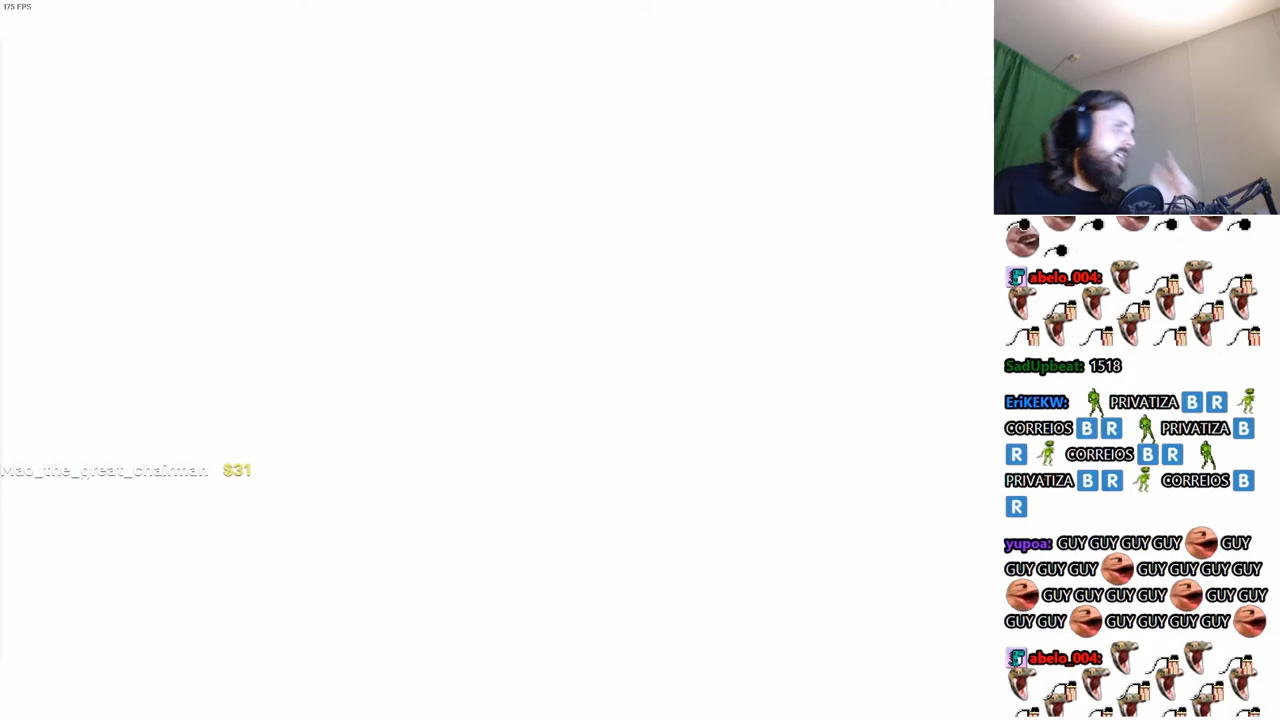 175 FPS
Mao_the_great_chairman $31
abelo_004:
SadUpbeat: 1518
EriKEKW: PRIVATIZA B R
CORREIOS B R PRIVATIZA B
R CORREIOS B R
PRIVATIZA B R CORREIOS B
R
yupoa: GUY GUY GUY GUY GUY
GUY GUY GUY GUY GUY GUY GUY
GUY GUY GUY GUY GUY GUY
GUY GUY GUY GUY GUY GUY
abelo_004: